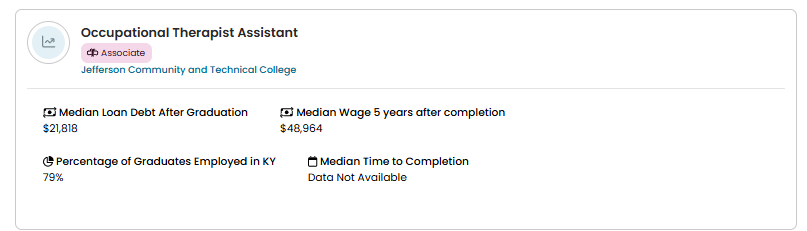 Occupational Therapist Assistant
Associate
Jefferson Community and Technical College
Median Loan Debt After Graduation
$21,818
Median Wage 5 years after completion
$48,964
Percentage of Graduates Employed in KY
79%
Median Time to Completion
Data Not Available